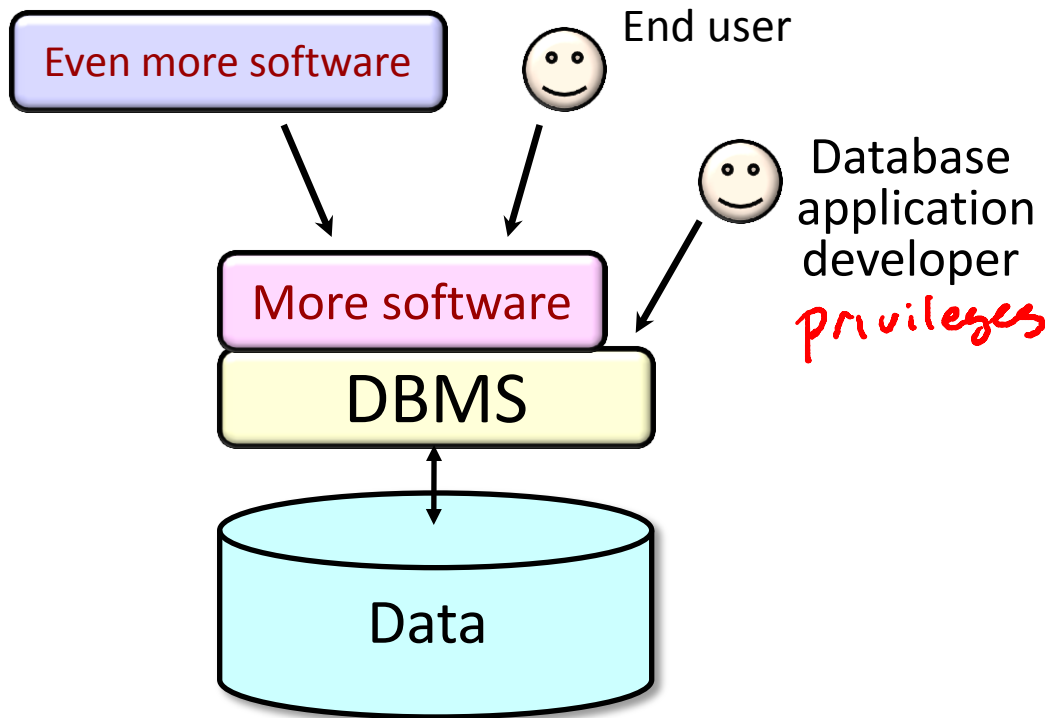 Even more software
End user
Database
application
developer
privileges
More software
DBMS
Data